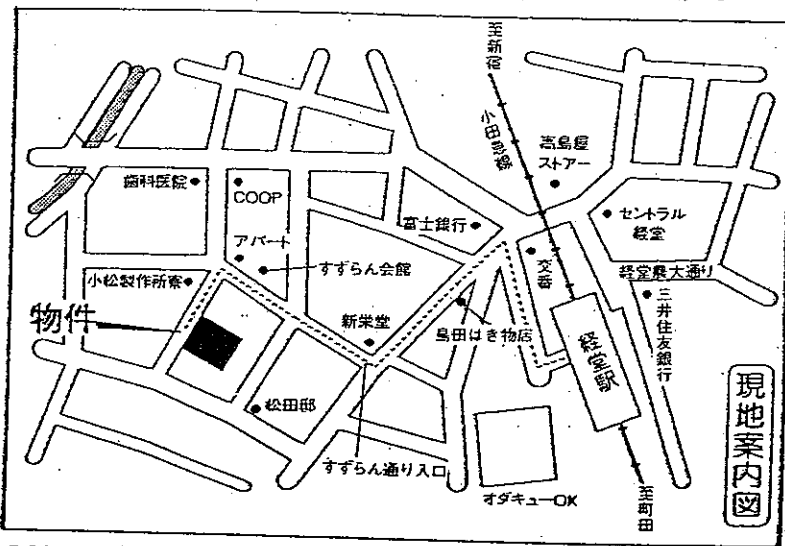 至新宿
小田急線
高島屋
ストアー
歯科医院
COOP
富士銀行
セントラル
経堂
アパート
すずらん会館
交番
経堂農大通り
小松製作所寮
三井住友銀行
物件
新栄堂
島田はき物店
経堂駅
松田邸
現地案内図
すずらん通り入口
オダキューOK
至町田